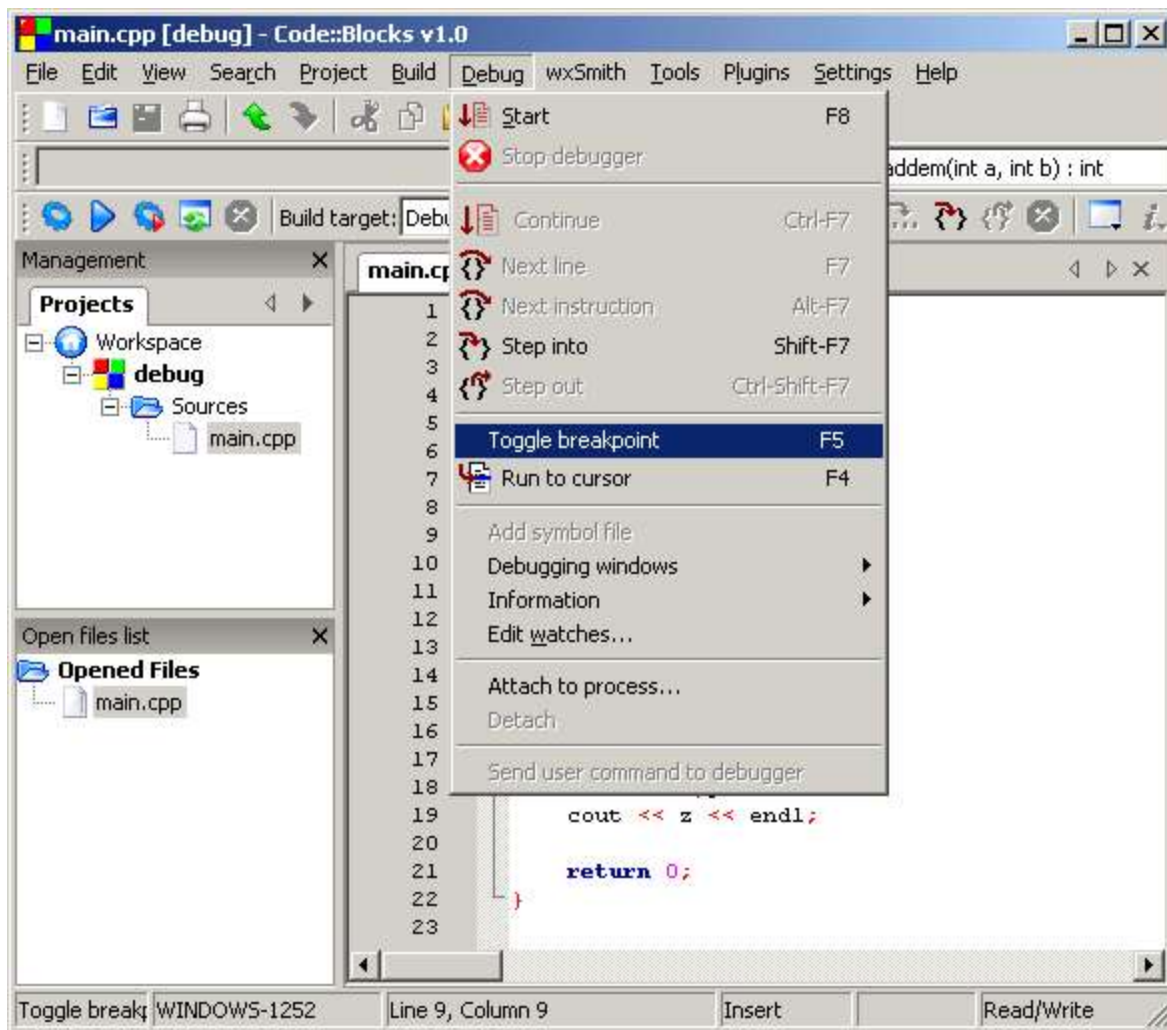 main.cpp [debug] - Code::Blocks v1.0
File Edit View Search Project Build Debug wxSmith Tools Plugins Settings Help
Start F8
Stop debugger
addem(int a, int b) : int
Continue Ctrl-F7
Build target: Debu
Management
main.cp
Next line F7
Projects
Next instruction Alt-F7
Workspace
Step into Shift-F7
debug
Step out Ctrl-Shift-F7
Sources
main.cpp
Toggle breakpoint F5
Run to cursor F4
Add symbol file
Debugging windows
Information
Edit watches...
Open files list
Opened Files
main.cpp
Attach to process...
Detach
Send user command to debugger
1
2
3
4
5
6
7
8
9
10
11
12
13
14
15
16
17
18
19 cout << z << endl;
20
21 return 0;
22 }
23
Toggle break WINDOWS-1252 Line 9, Column 9 Insert Read/Write